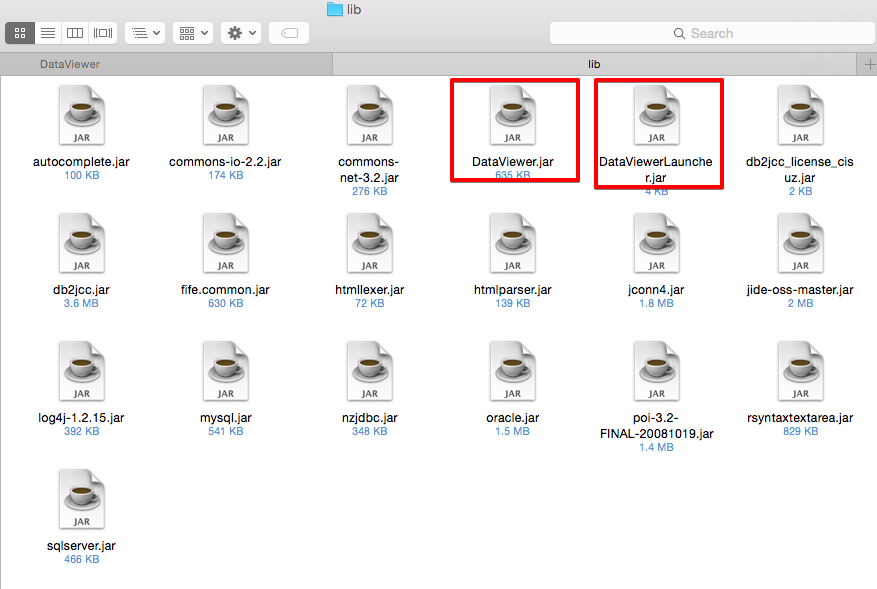 lib
Search
DataViewer
lib
JAR
JAR
JAR
JAR
JAR
JAR
autocomplete.jar
commons-io-2.2.jar
commons-
net-3.2.jar
DataViewer.jar
DataViewerLaunche
r.jar
db2jcc_license_cis
uz.jar
100 KB
174 KB
276 KB
635 KB
4 KB
2 KB
JAR
JAR
JAR
JAR
JAR
JAR
db2jcc.jar
fife.common.jar
htmllexer.jar
htmlparser.jar
jconn4.jar
jide-oss-master.jar
3.6 MB
630 KB
72 KB
139 KB
1.8 MB
2 MB
JAR
JAR
JAR
JAR
JAR
JAR
log4j-1.2.15.jar
mysql.jar
nzjdbc.jar
oracle.jar
poi-3.2-
FINAL-20081019.jar
rsyntaxtextarea.jar
392 KB
541 KB
348 KB
1.5 MB
1.4 MB
829 KB
JAR
sqlserver.jar
466 KB